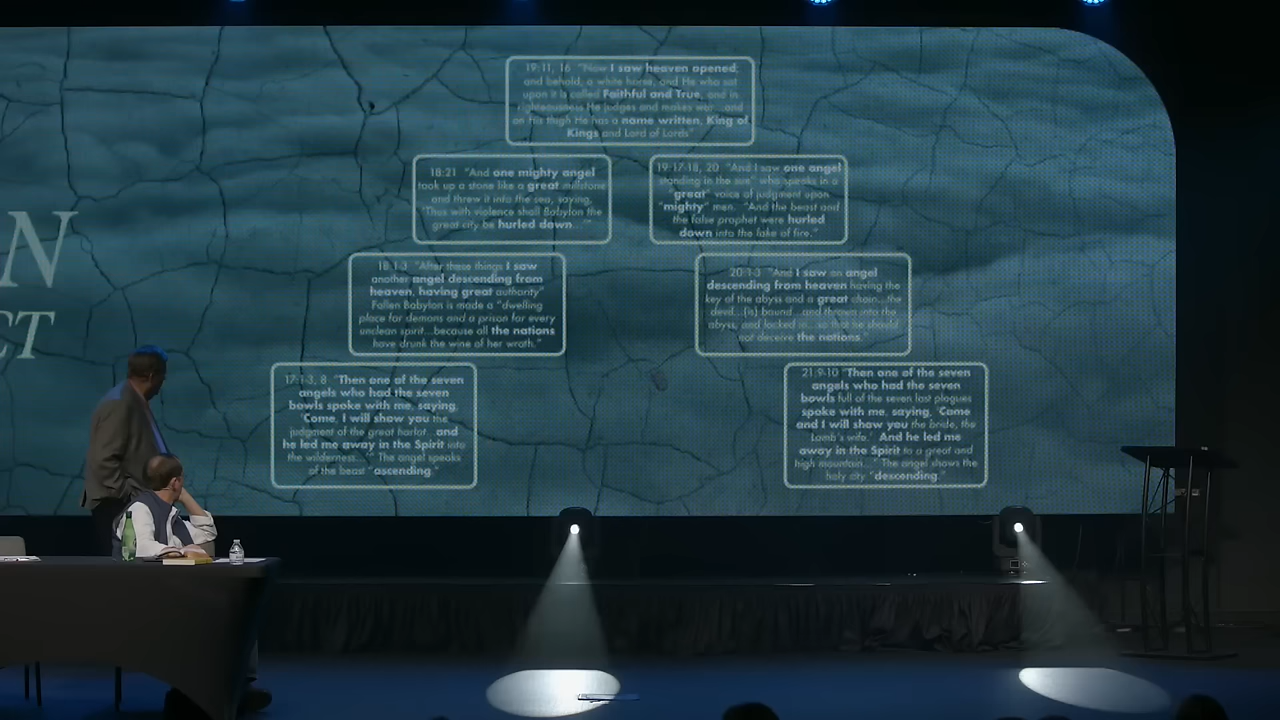 19:11, 16 "Now I saw heaven opened,
and behold, a white horse, and He who sat
upon it is called Faithful and True, and in
righteousness He judges and makes war...and
on His thigh He has a name written, King of
Kings and Lord of Lords"
18:21 "And one mighty angel
took up a stone like a great millstone
and threw it into the sea, saying,
'Thus with violence shall Babylon the
great city be hurled down...'"
19:17-18, 20 "And I saw one angel
standing in the sun" who speaks in a
"great" voice of judgment upon
"mighty" men. "And the beast and
the false prophet were hurled
down into the lake of fire."
18:1-3 "After these things I saw
another angel descending from
heaven, having great authority"
Fallen Babylon is made a "dwelling
place for demons and a prison for every
unclean spirit...because all the nations
have drunk the wine of her wrath."
20:1-3 "And I saw an angel
descending from heaven having the
key of the abyss and a great chain...the
devil...[is] bound...and thrown into the
abyss, and locked in...so that he should
not deceive the nations."
17:1-3, 8 "Then one of the seven
angels who had the seven
bowls spoke with me, saying,
'Come, I will show you the
judgment of the great harlot...and
he led me away in the Spirit into
the wilderness...'" The angel speaks
of the beast "ascending."
21:9-10 "Then one of the seven
angels who had the seven
bowls full of the seven last plagues
spoke with me, saying, 'Come
and I will show you the bride, the
Lamb's wife.' And he led me
away in the Spirit to a great and
high mountain..." The angel shows the
holy city "descending."
N
CT